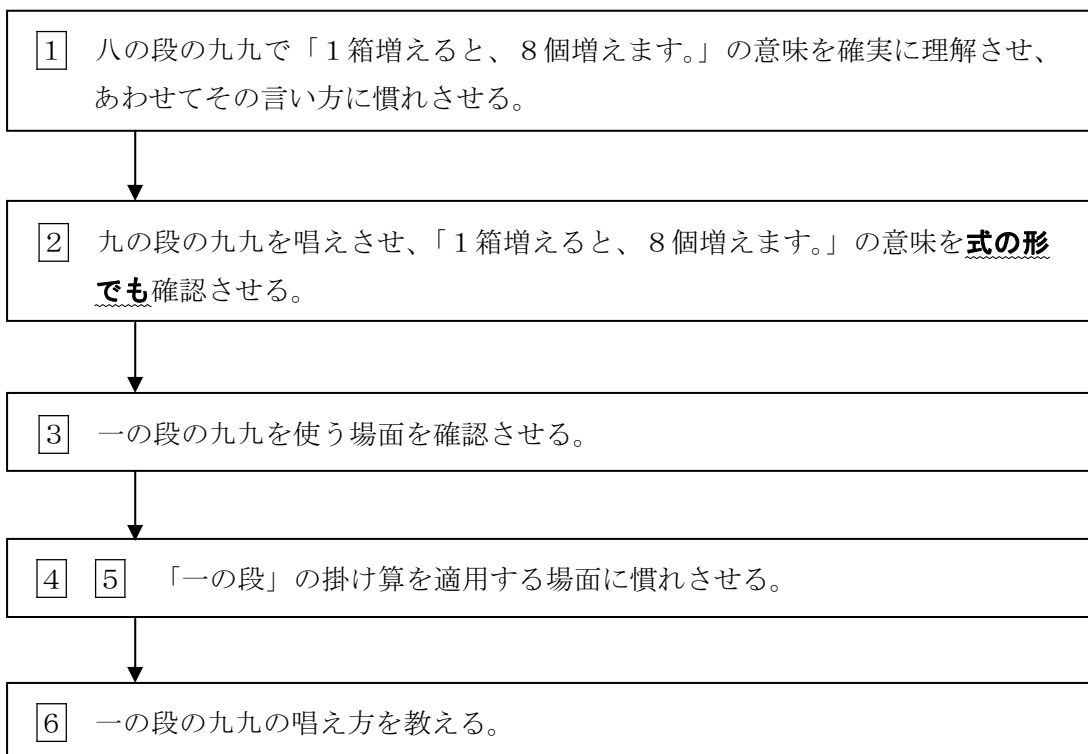 1 八の段の九九で「１箱増えると、８個増えます。」の意味を確実に理解させ、
あわせてその言い方に慣れさせる。
2 九の段の九九を唱えさせ、「１箱増えると、８個増えます。」の意味を式の形
でも確認させる。
3 一の段の九九を使う場面を確認させる。
4 5 「一の段」の掛け算を適用する場面に慣れさせる。
6 一の段の九九の唱え方を教える。